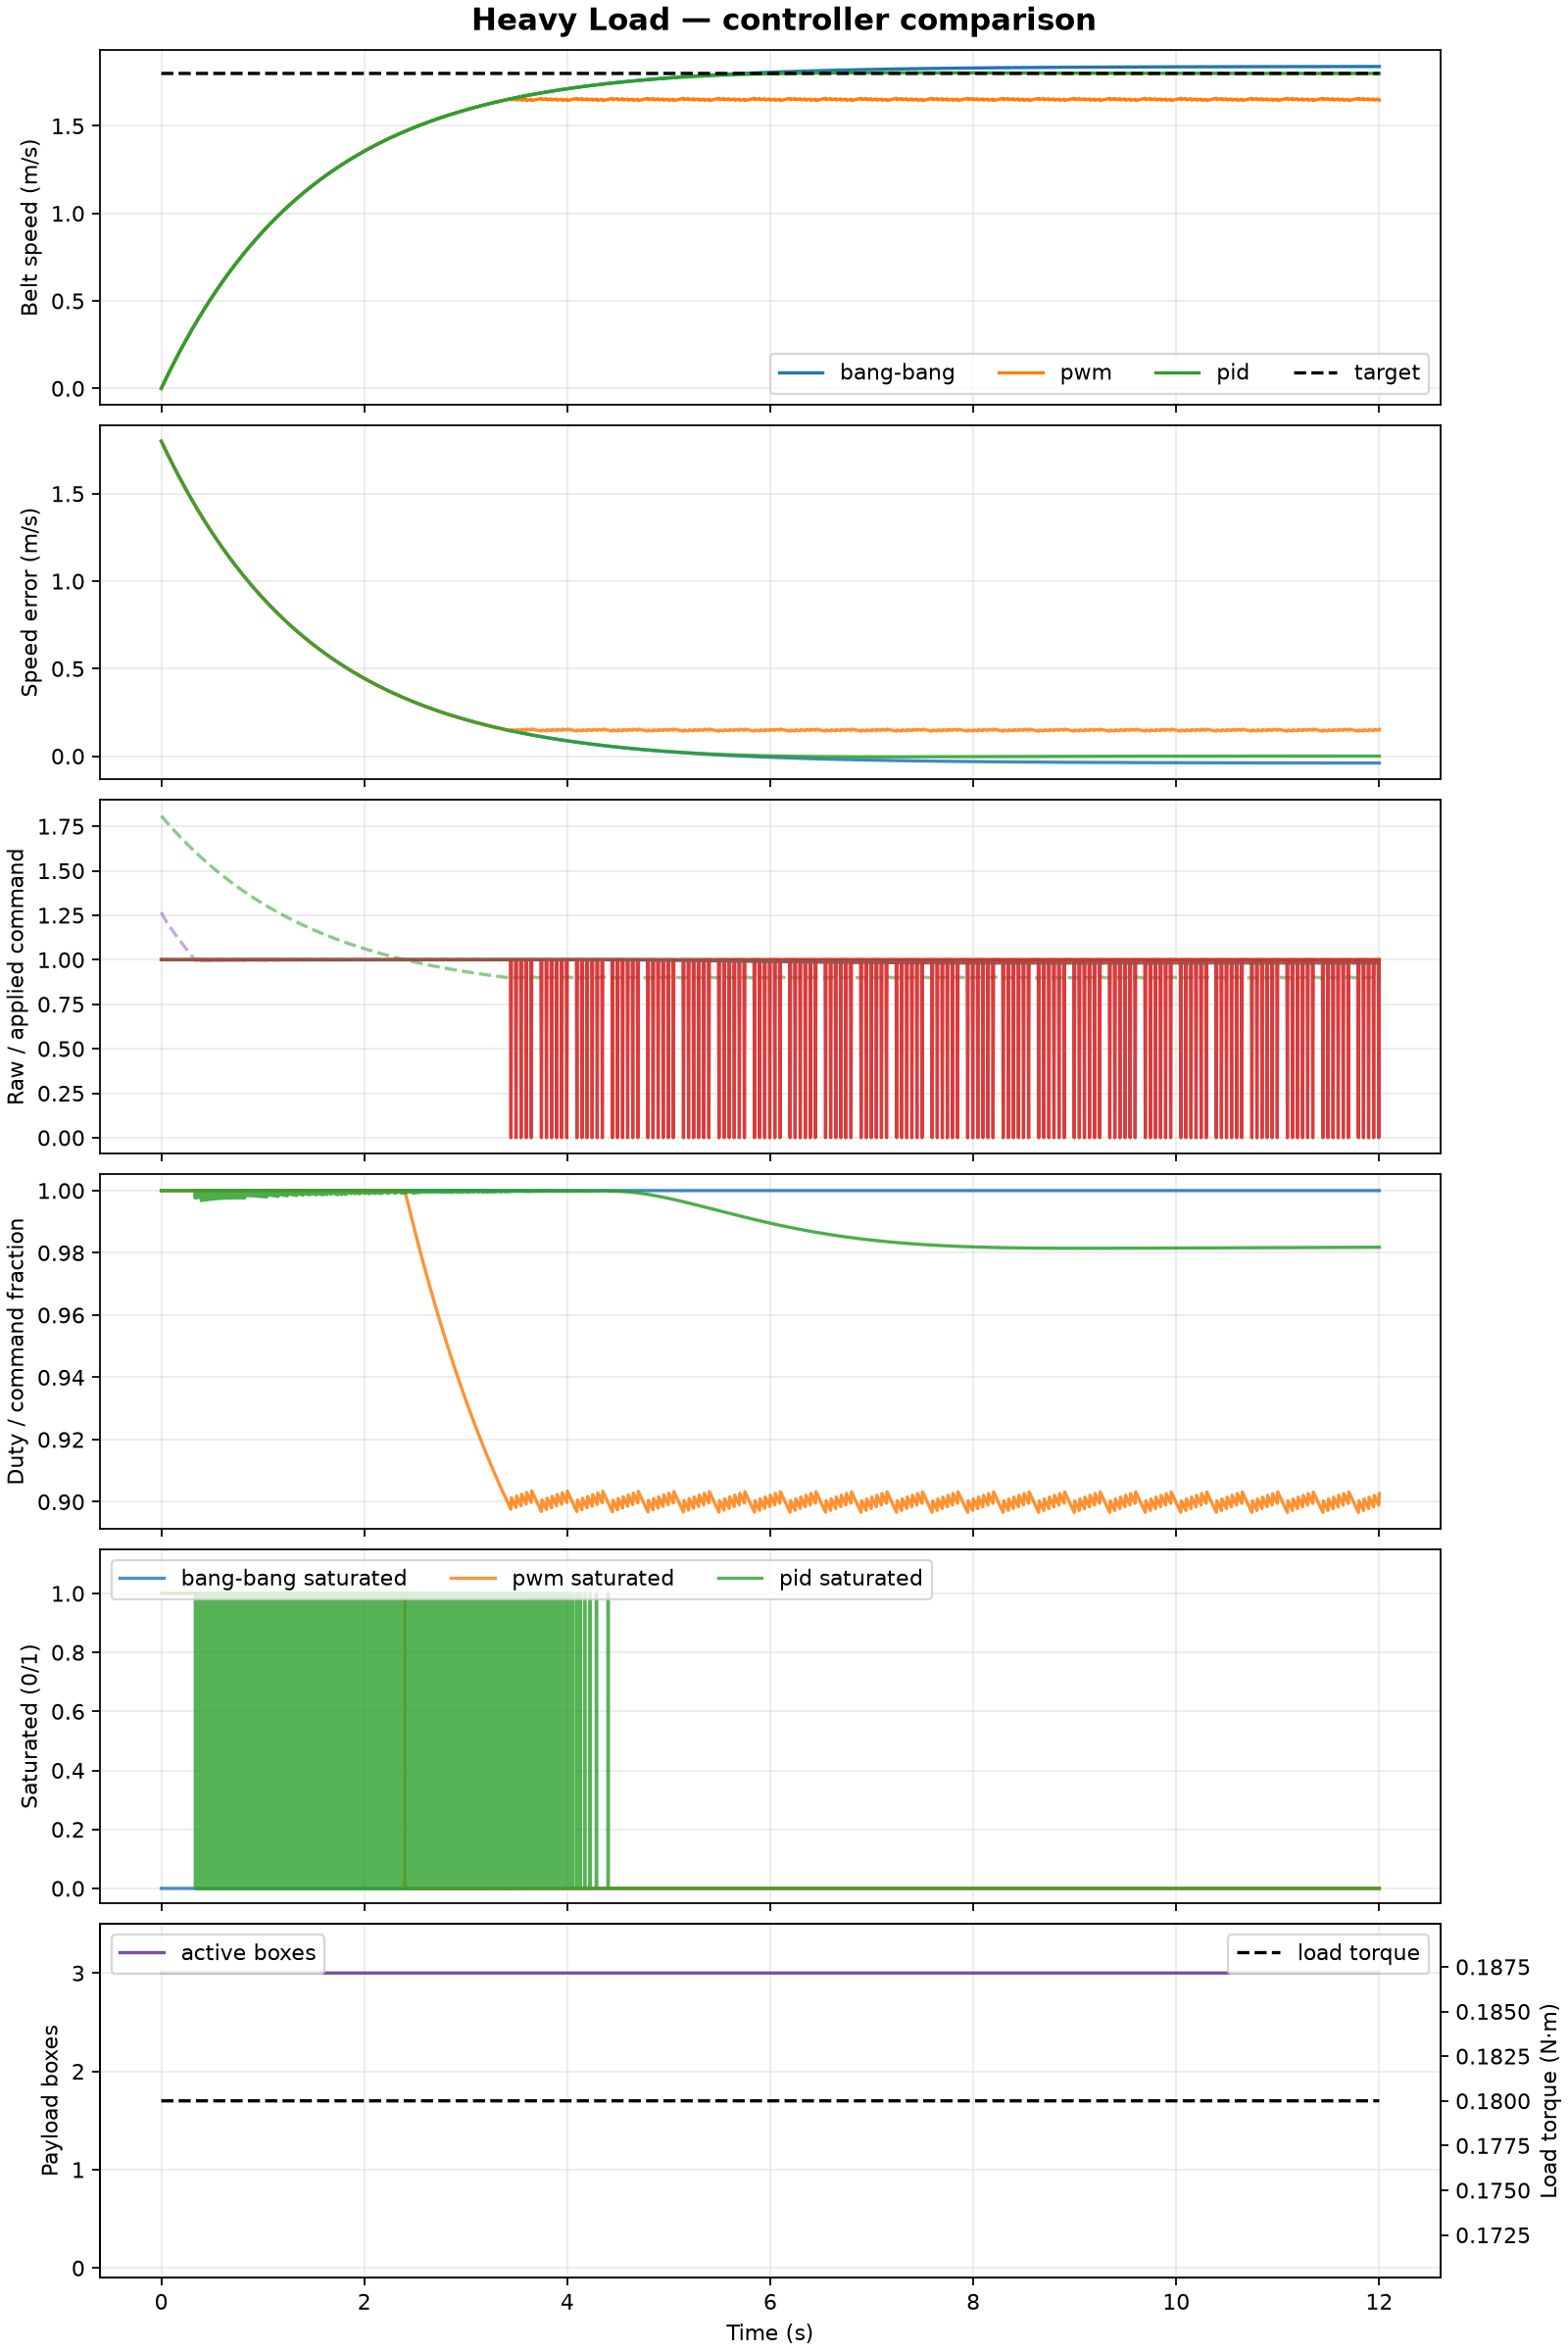 Heavy Load — controller comparison
Belt speed (m/s)
1.5
1.0
0.5
0.0
bang-bang pwm pid target
Speed error (m/s)
1.5
1.0
0.5
0.0
Raw / applied command
1.75
1.50
1.25
1.00
0.75
0.50
0.25
0.00
Duty / command fraction
1.00
0.98
0.96
0.94
0.92
0.90
Saturated (0/1)
bang-bang saturated pwm saturated pid saturated
1.0
0.8
0.6
0.4
0.2
0.0
Payload boxes
active boxes
load torque
3
2
1
0
0.1875
0.1850
0.1825
0.1800
0.1775
0.1750
0.1725
Load torque (N·m)
0 2 4 6 8 10 12
Time (s)